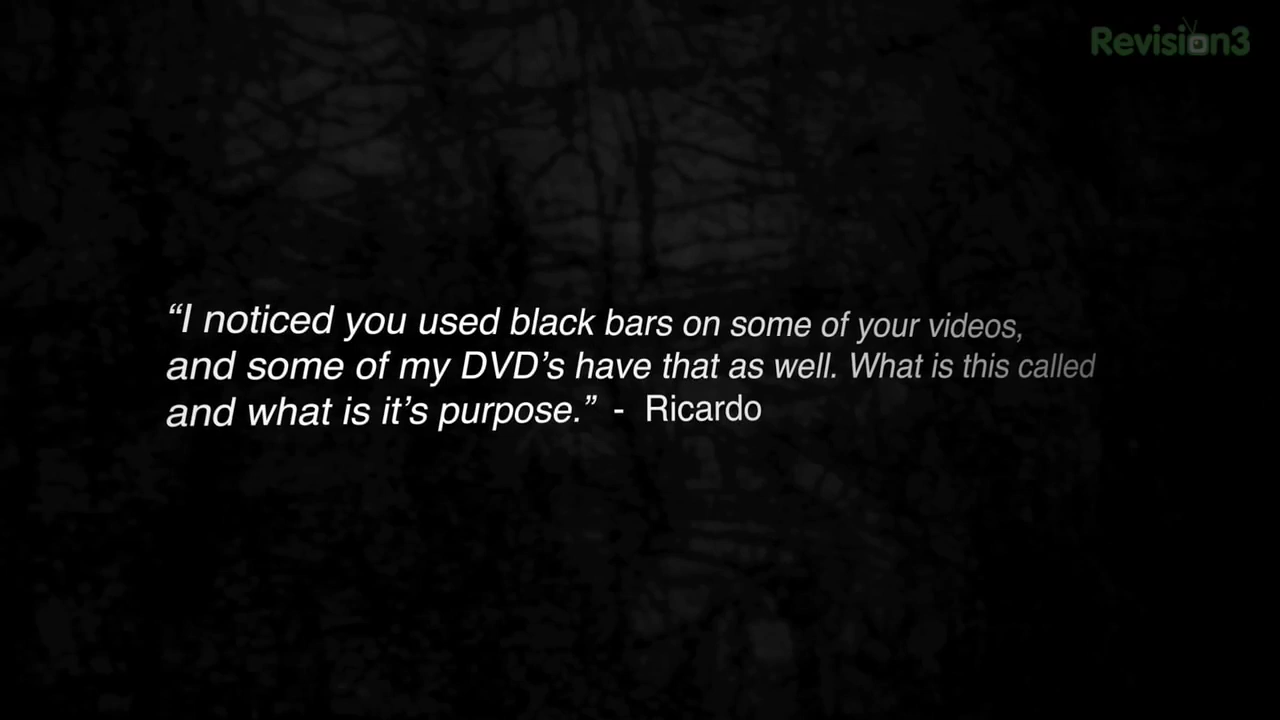 Revision3
“I noticed you used black bars on some of your videos,
and some of my DVD’s have that as well. What is this called
and what is it’s purpose.” - Ricardo